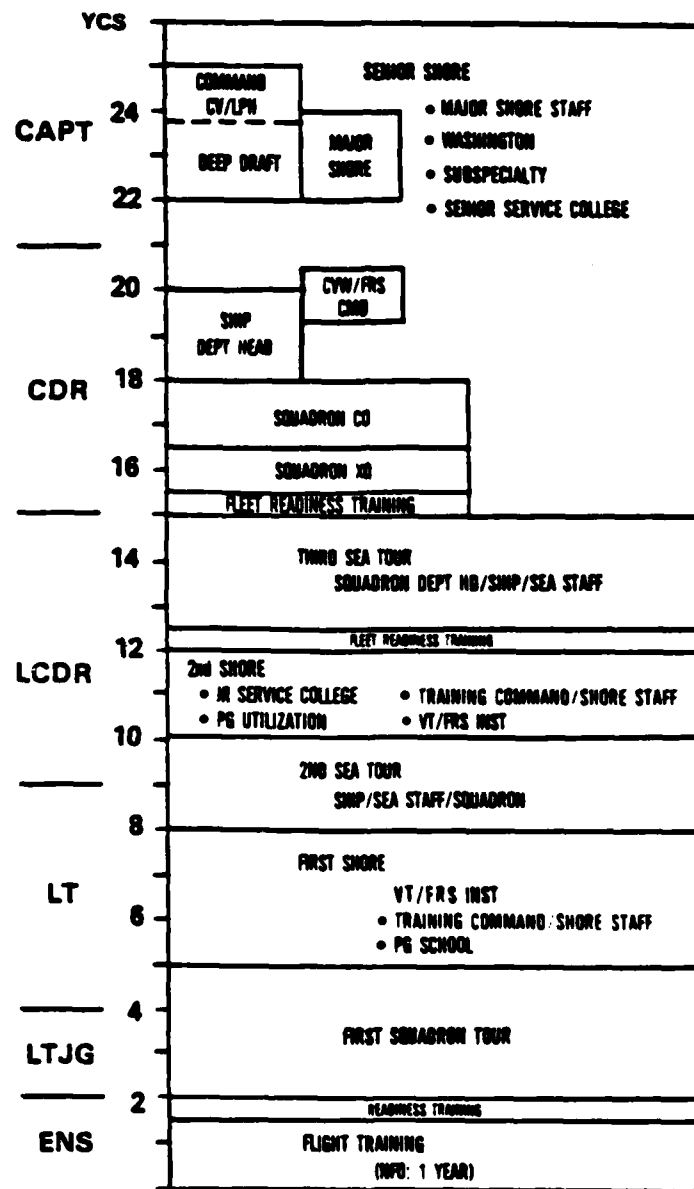 YCS
COMMAND
CV/LPH
DEEP DRAFT
MAJOR
SHORE
SENIOR SHORE
• MAJOR SHORE STAFF
• WASHINGTON
• SUBSPECIALTY
• SENIOR SERVICE COLLEGE
CAPT
24
22
20
CVW/FRS
CMD
SHIP
DEPT HEAD
CDR
18
SQUADRON CO
16
SQUADRON XO
FLEET READINESS TRAINING
14
THIRD SEA TOUR
SQUADRON DEPT HD/SHIP/SEA STAFF
FLEET READINESS TRAINING
12
LCDR
2nd SHORE
• JR SERVICE COLLEGE
• TRAINING COMMAND/SHORE STAFF
• PG UTILIZATION
• VT/FRS INST
10
2ND SEA TOUR
SHIP/SEA STAFF/SQUADRON
8
FIRST SHORE
VT/FRS INST
LT
6
• TRAINING COMMAND/SHORE STAFF
• PG SCHOOL
4
FIRST SQUADRON TOUR
LTJG
2
READINESS TRAINING
ENS
FLIGHT TRAINING
(NFO: 1 YEAR)